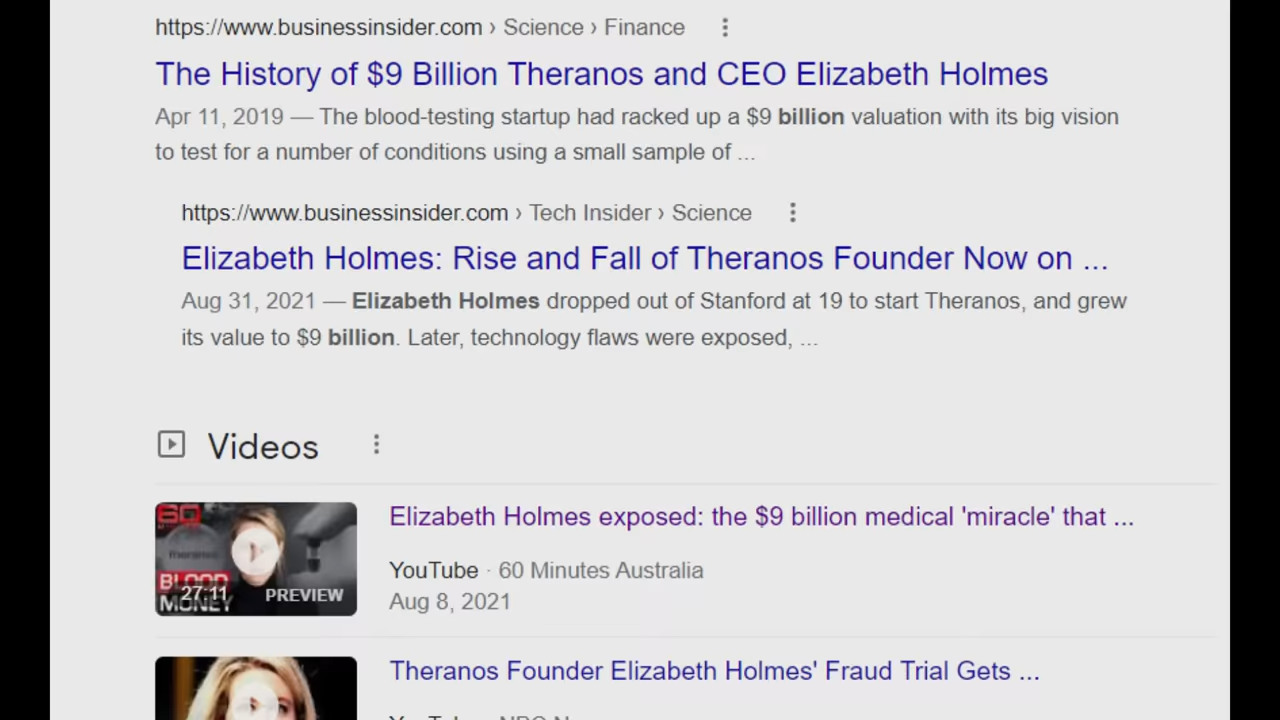 https://www.businessinsider.com › Science › Finance
The History of $9 Billion Theranos and CEO Elizabeth Holmes
Apr 11, 2019 — The blood-testing startup had racked up a $9 billion valuation with its big vision
to test for a number of conditions using a small sample of ...
https://www.businessinsider.com › Tech Insider › Science
Elizabeth Holmes: Rise and Fall of Theranos Founder Now on ...
Aug 31, 2021 — Elizabeth Holmes dropped out of Stanford at 19 to start Theranos, and grew
its value to $9 billion. Later, technology flaws were exposed, ...
Videos
60
theranos
BLOOD
MONEY
27:11
PREVIEW
Elizabeth Holmes exposed: the $9 billion medical 'miracle' that ...
YouTube · 60 Minutes Australia
Aug 8, 2021
Theranos Founder Elizabeth Holmes' Fraud Trial Gets ...